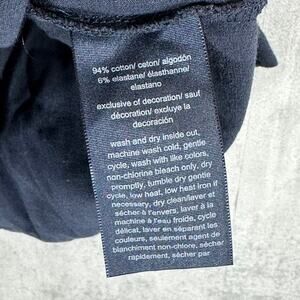 94% cotton/ coton/ algodón
6% elastane/ élasthanne/
elastano
exclusive of decoration/ sauf
décoration/ excluye la
decoración
wash and dry inside out,
machine wash cold, gentle
cycle, wash with like colors,
non-chlorine bleach only, dry
promptly, tumble dry gentle
cycle, low heat, low heat iron if
necessary, dry clean/laver et
sécher à l'envers, laver à la
machine à l'eau froide, cycle
délicat, laver en séparant les
couleurs, seulement agent de
blanchiment non-chlore, sécher
rapidement, sécher par